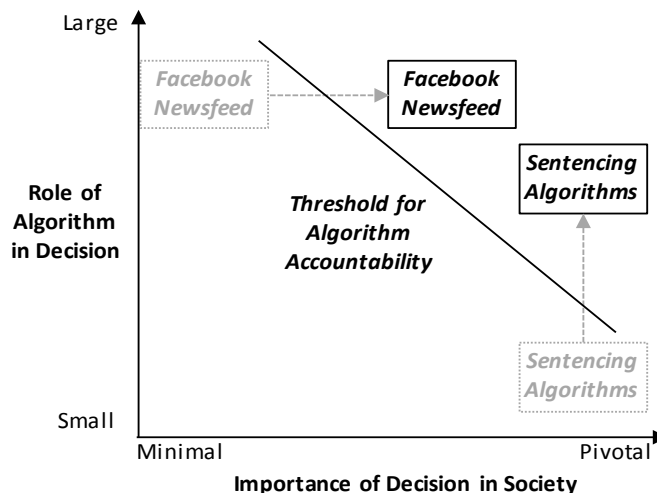 Large
Facebook
Newsfeed
Facebook
Newsfeed
Sentencing
Algorithms
Role of
Algorithm
in Decision
Threshold for
Algorithm
Accountability
Sentencing
Algorithms
Small
Minimal
Pivotal
Importance of Decision in Society